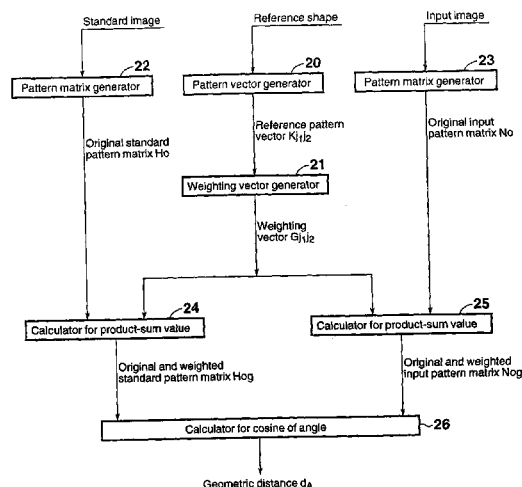 Standard image
Reference shape
Input image
22
20
23
Pattern matrix generator
Pattern vector generator
Pattern matrix generator
Original standard
pattern matrix Ho
Reference pattern
vector Kj1j2
Original input
pattern matrix No
21
Weighting vector generator
Weighting
vector Gj1j2
24
25
Calculator for product-sum value
Calculator for product-sum value
Original and weighted
standard pattern matrix Hog
Original and weighted
input pattern matrix Nog
26
Calculator for cosine of angle
Geometric distance dA